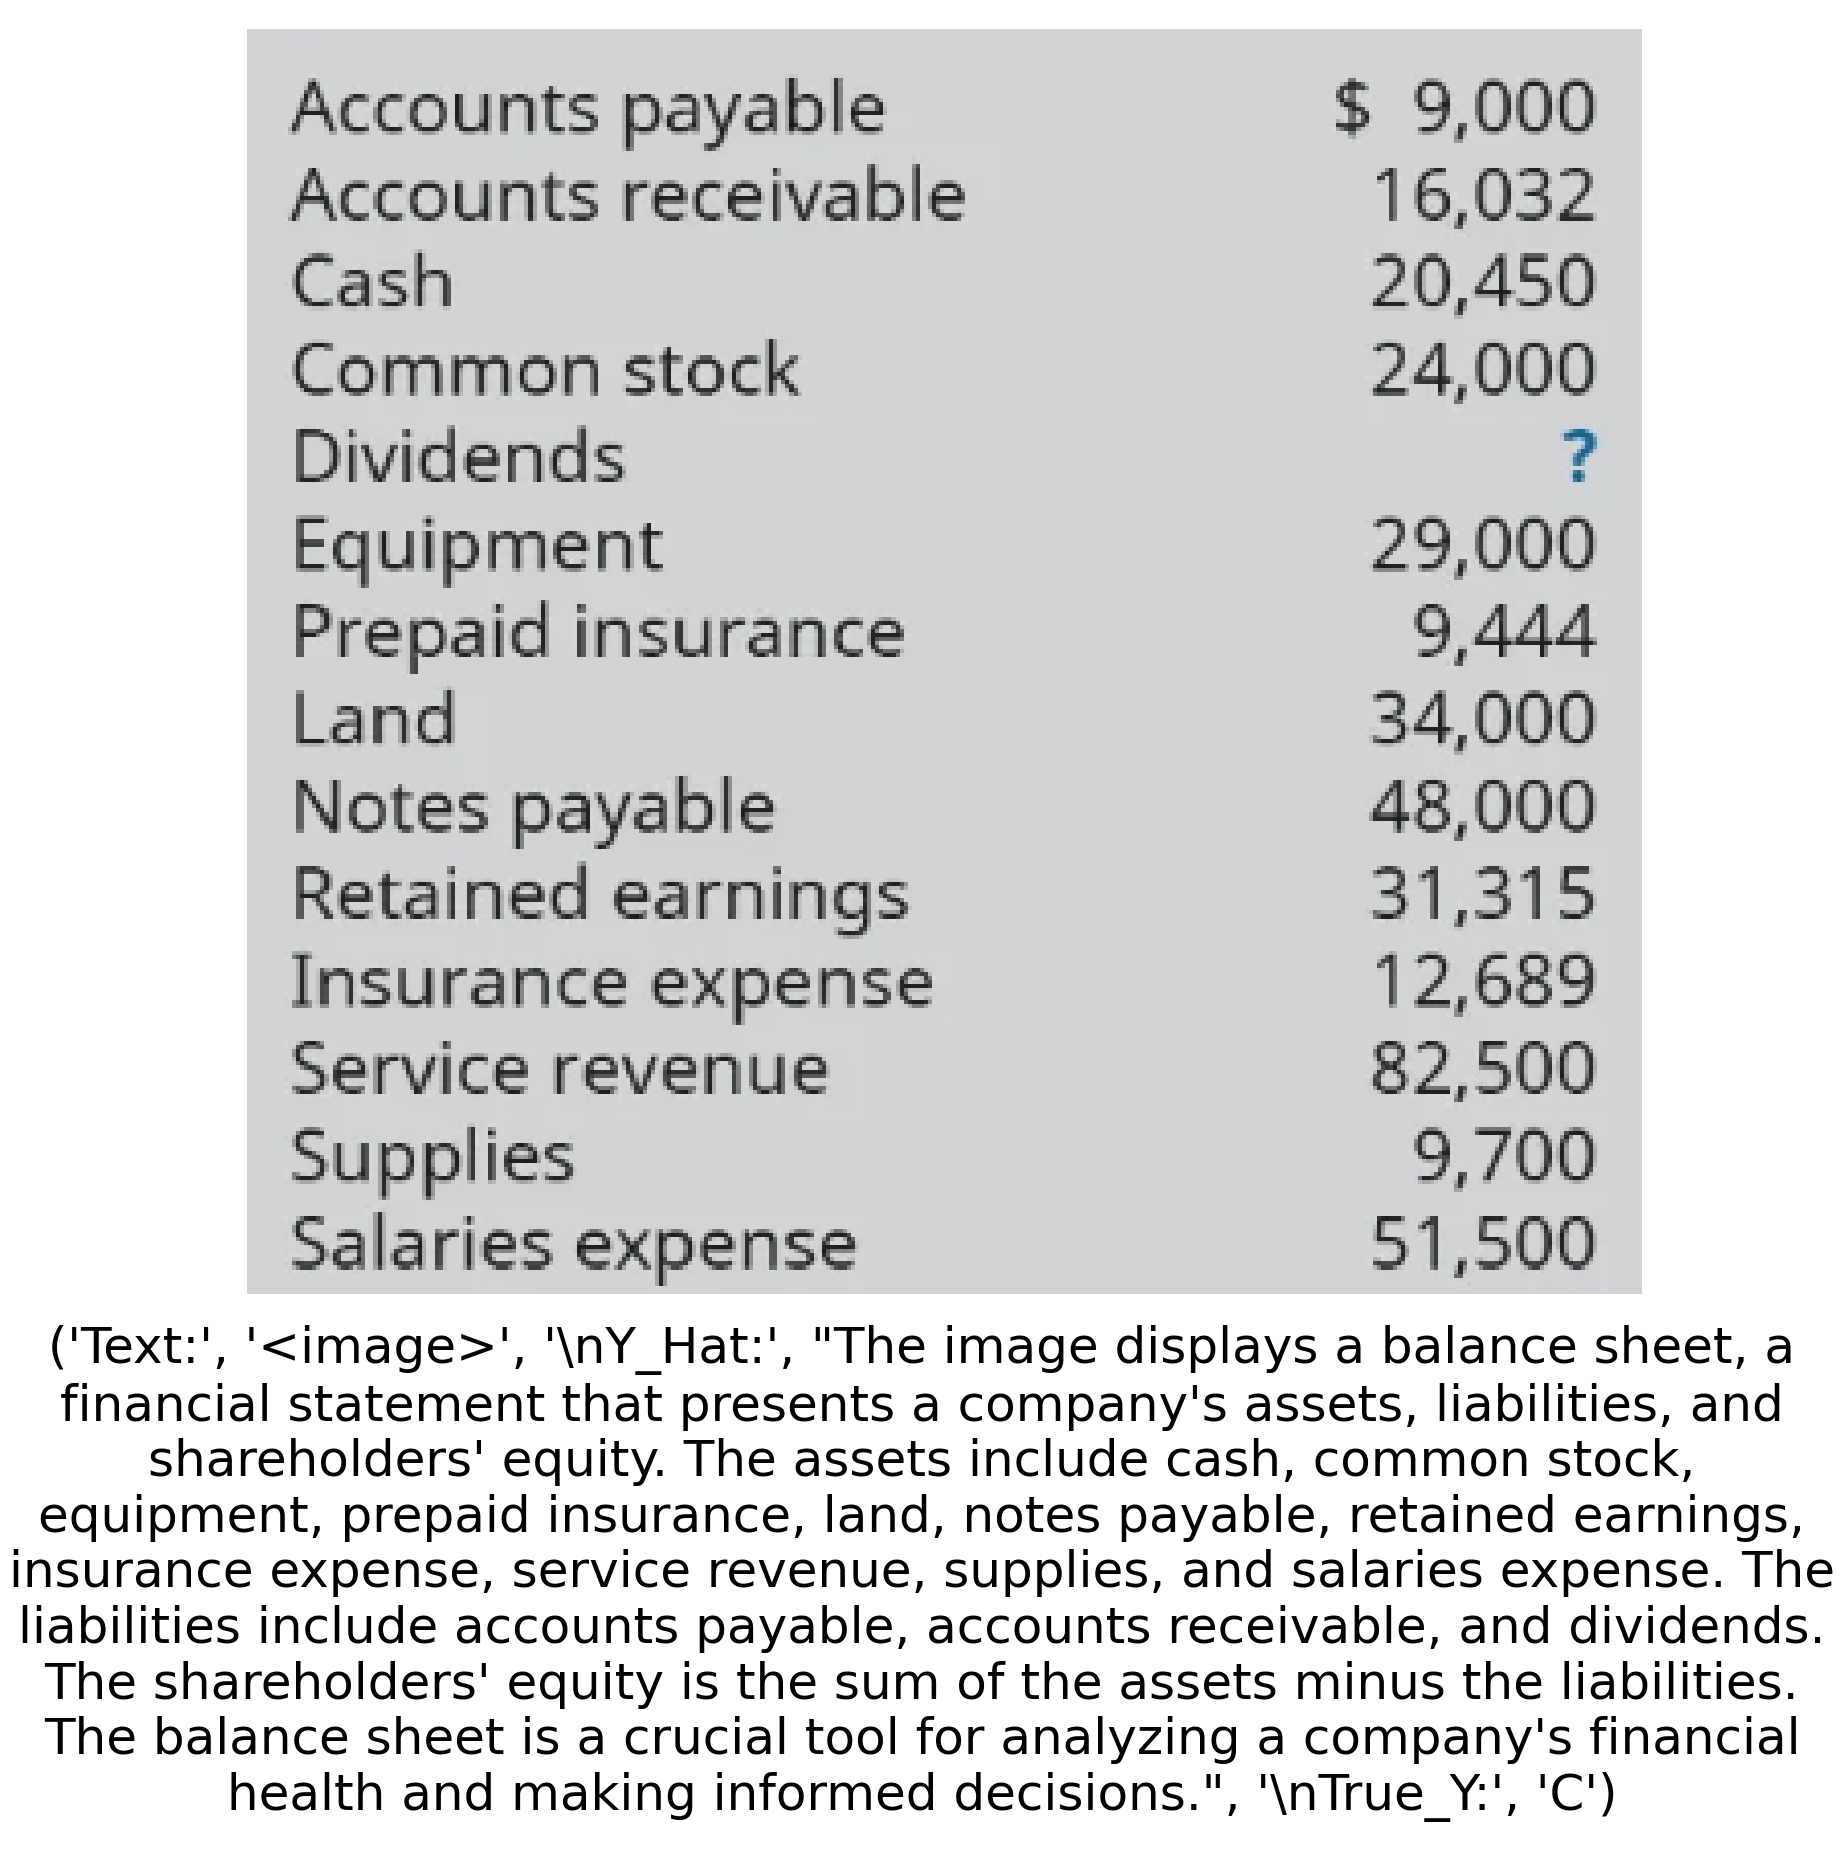 Accounts payable $ 9,000
Accounts receivable 16,032
Cash 20,450
Common stock 24,000
Dividends ?
Equipment 29,000
Prepaid insurance 9,444
Land 34,000
Notes payable 48,000
Retained earnings 31,315
Insurance expense 12,689
Service revenue 82,500
Supplies 9,700
Salaries expense 51,500
('Text:', '<image>', '\nY_Hat:', "The image displays a balance sheet, a
financial statement that presents a company's assets, liabilities, and
shareholders' equity. The assets include cash, common stock,
equipment, prepaid insurance, land, notes payable, retained earnings,
insurance expense, service revenue, supplies, and salaries expense. The
liabilities include accounts payable, accounts receivable, and dividends.
The shareholders' equity is the sum of the assets minus the liabilities.
The balance sheet is a crucial tool for analyzing a company's financial
health and making informed decisions.", '\nTrue_Y:', 'C')